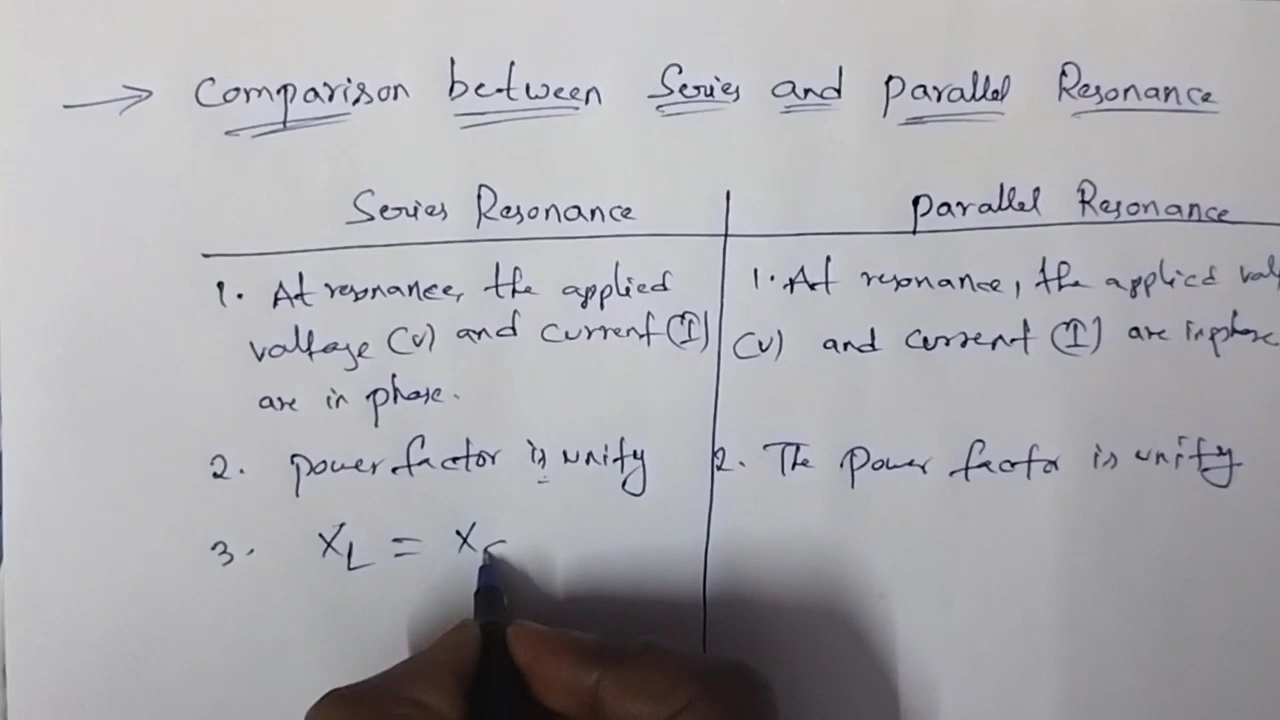 → Comparison between Series and parallel Resonance
Series Resonance
parallel Resonance
1. At resonance, the applied
voltage (V) and current (I)
are in phase.
2. power factor is unity
3. XL = XC
1. At resonance, the applied
(V) and current (I) are inphase
2. The power factor is unity